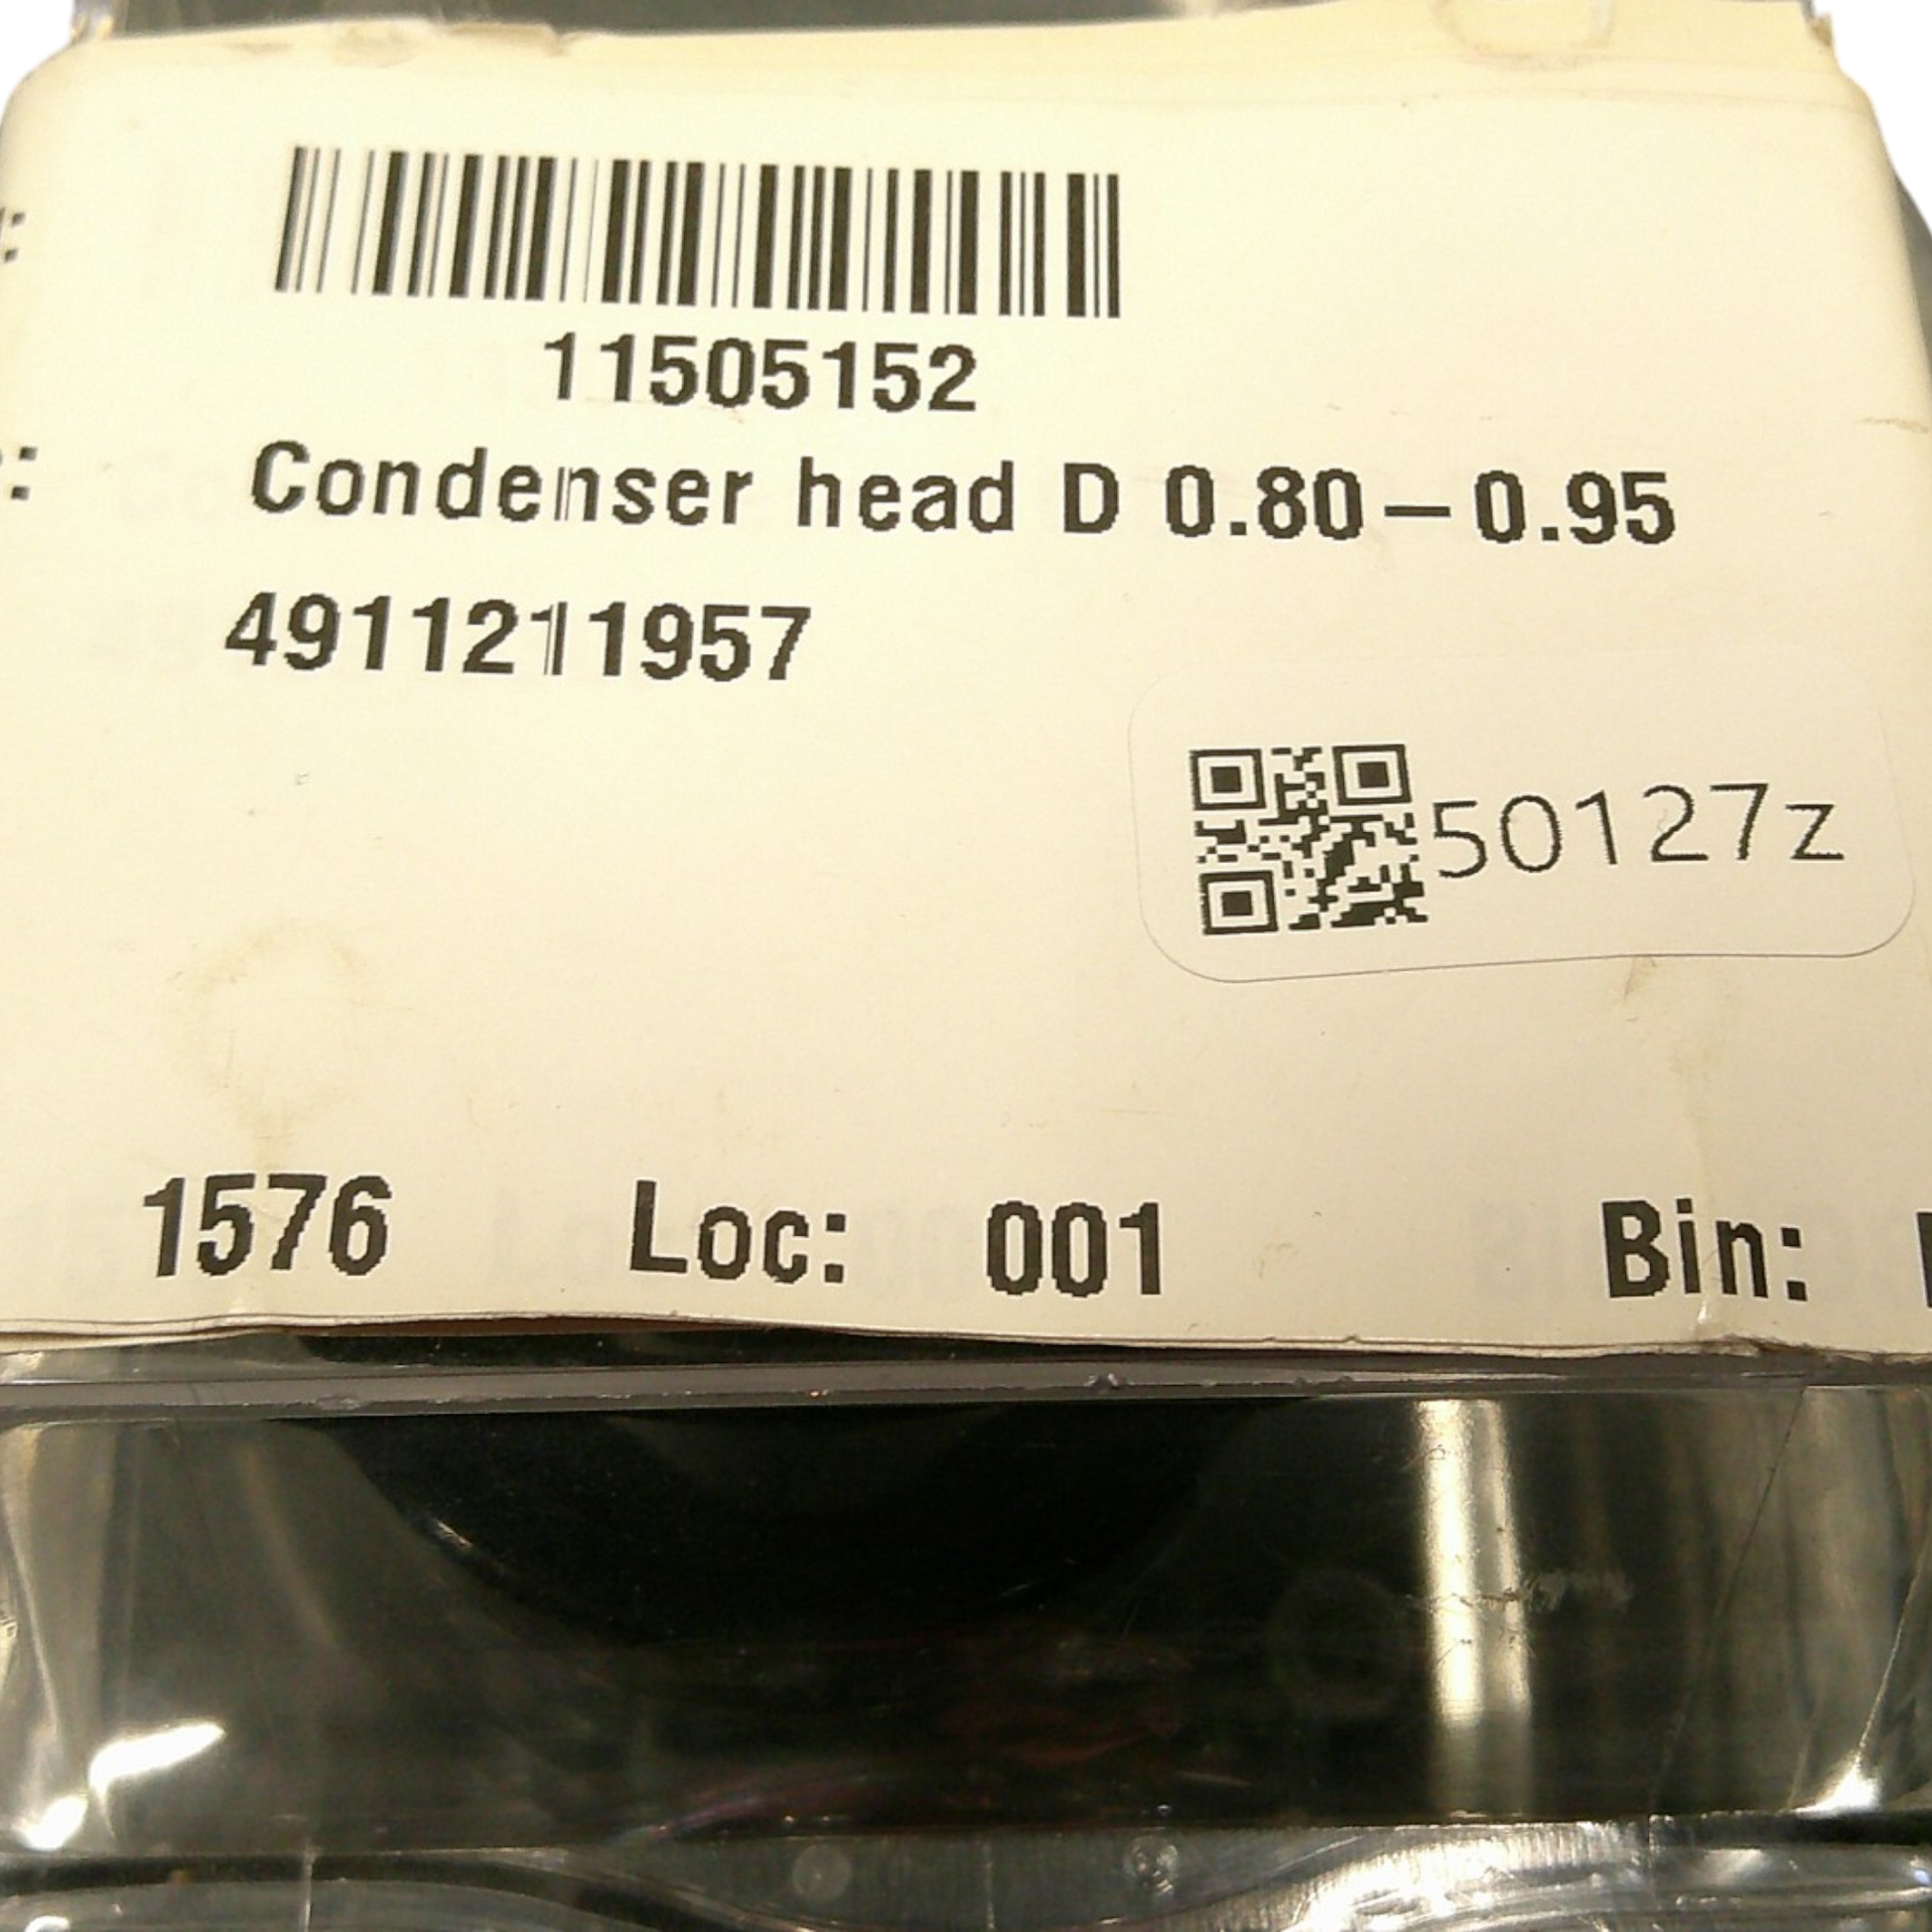 11505152
Condenser head D 0.80-0.95
4911211957
50127z
1576 Loc: 001 Bin: